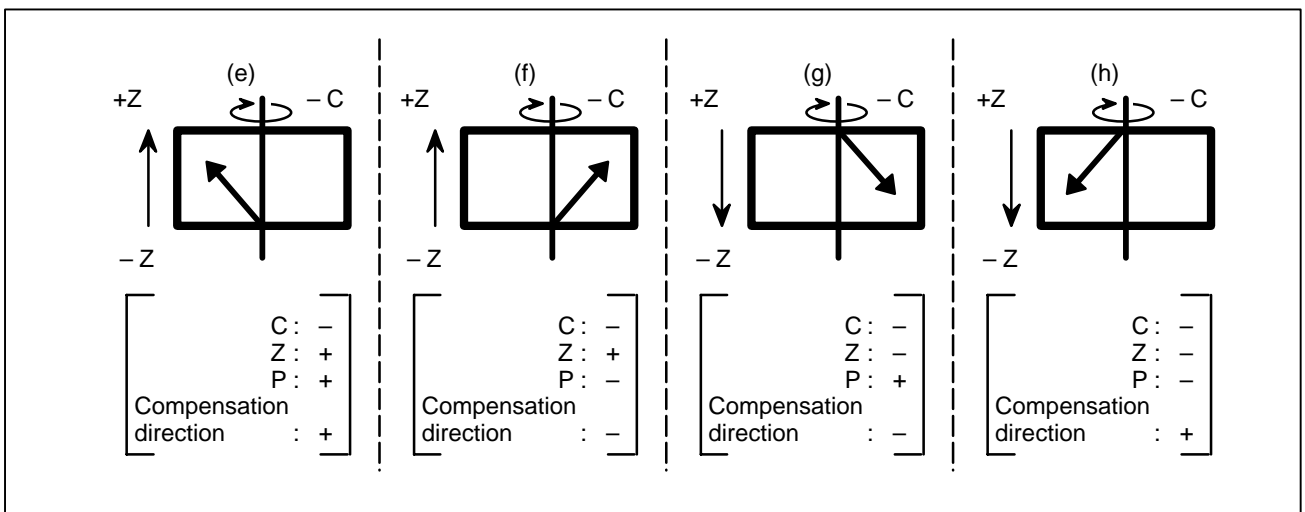 (e)
+Z
– C
– Z
C : –
Z : +
P : +
Compensation
direction : +
(f)
+Z
– C
– Z
C : –
Z : +
P : –
Compensation
direction : –
(g)
+Z
– C
– Z
C : –
Z : –
P : +
Compensation
direction : –
(h)
+Z
– C
– Z
C : –
Z : –
P : –
Compensation
direction : +